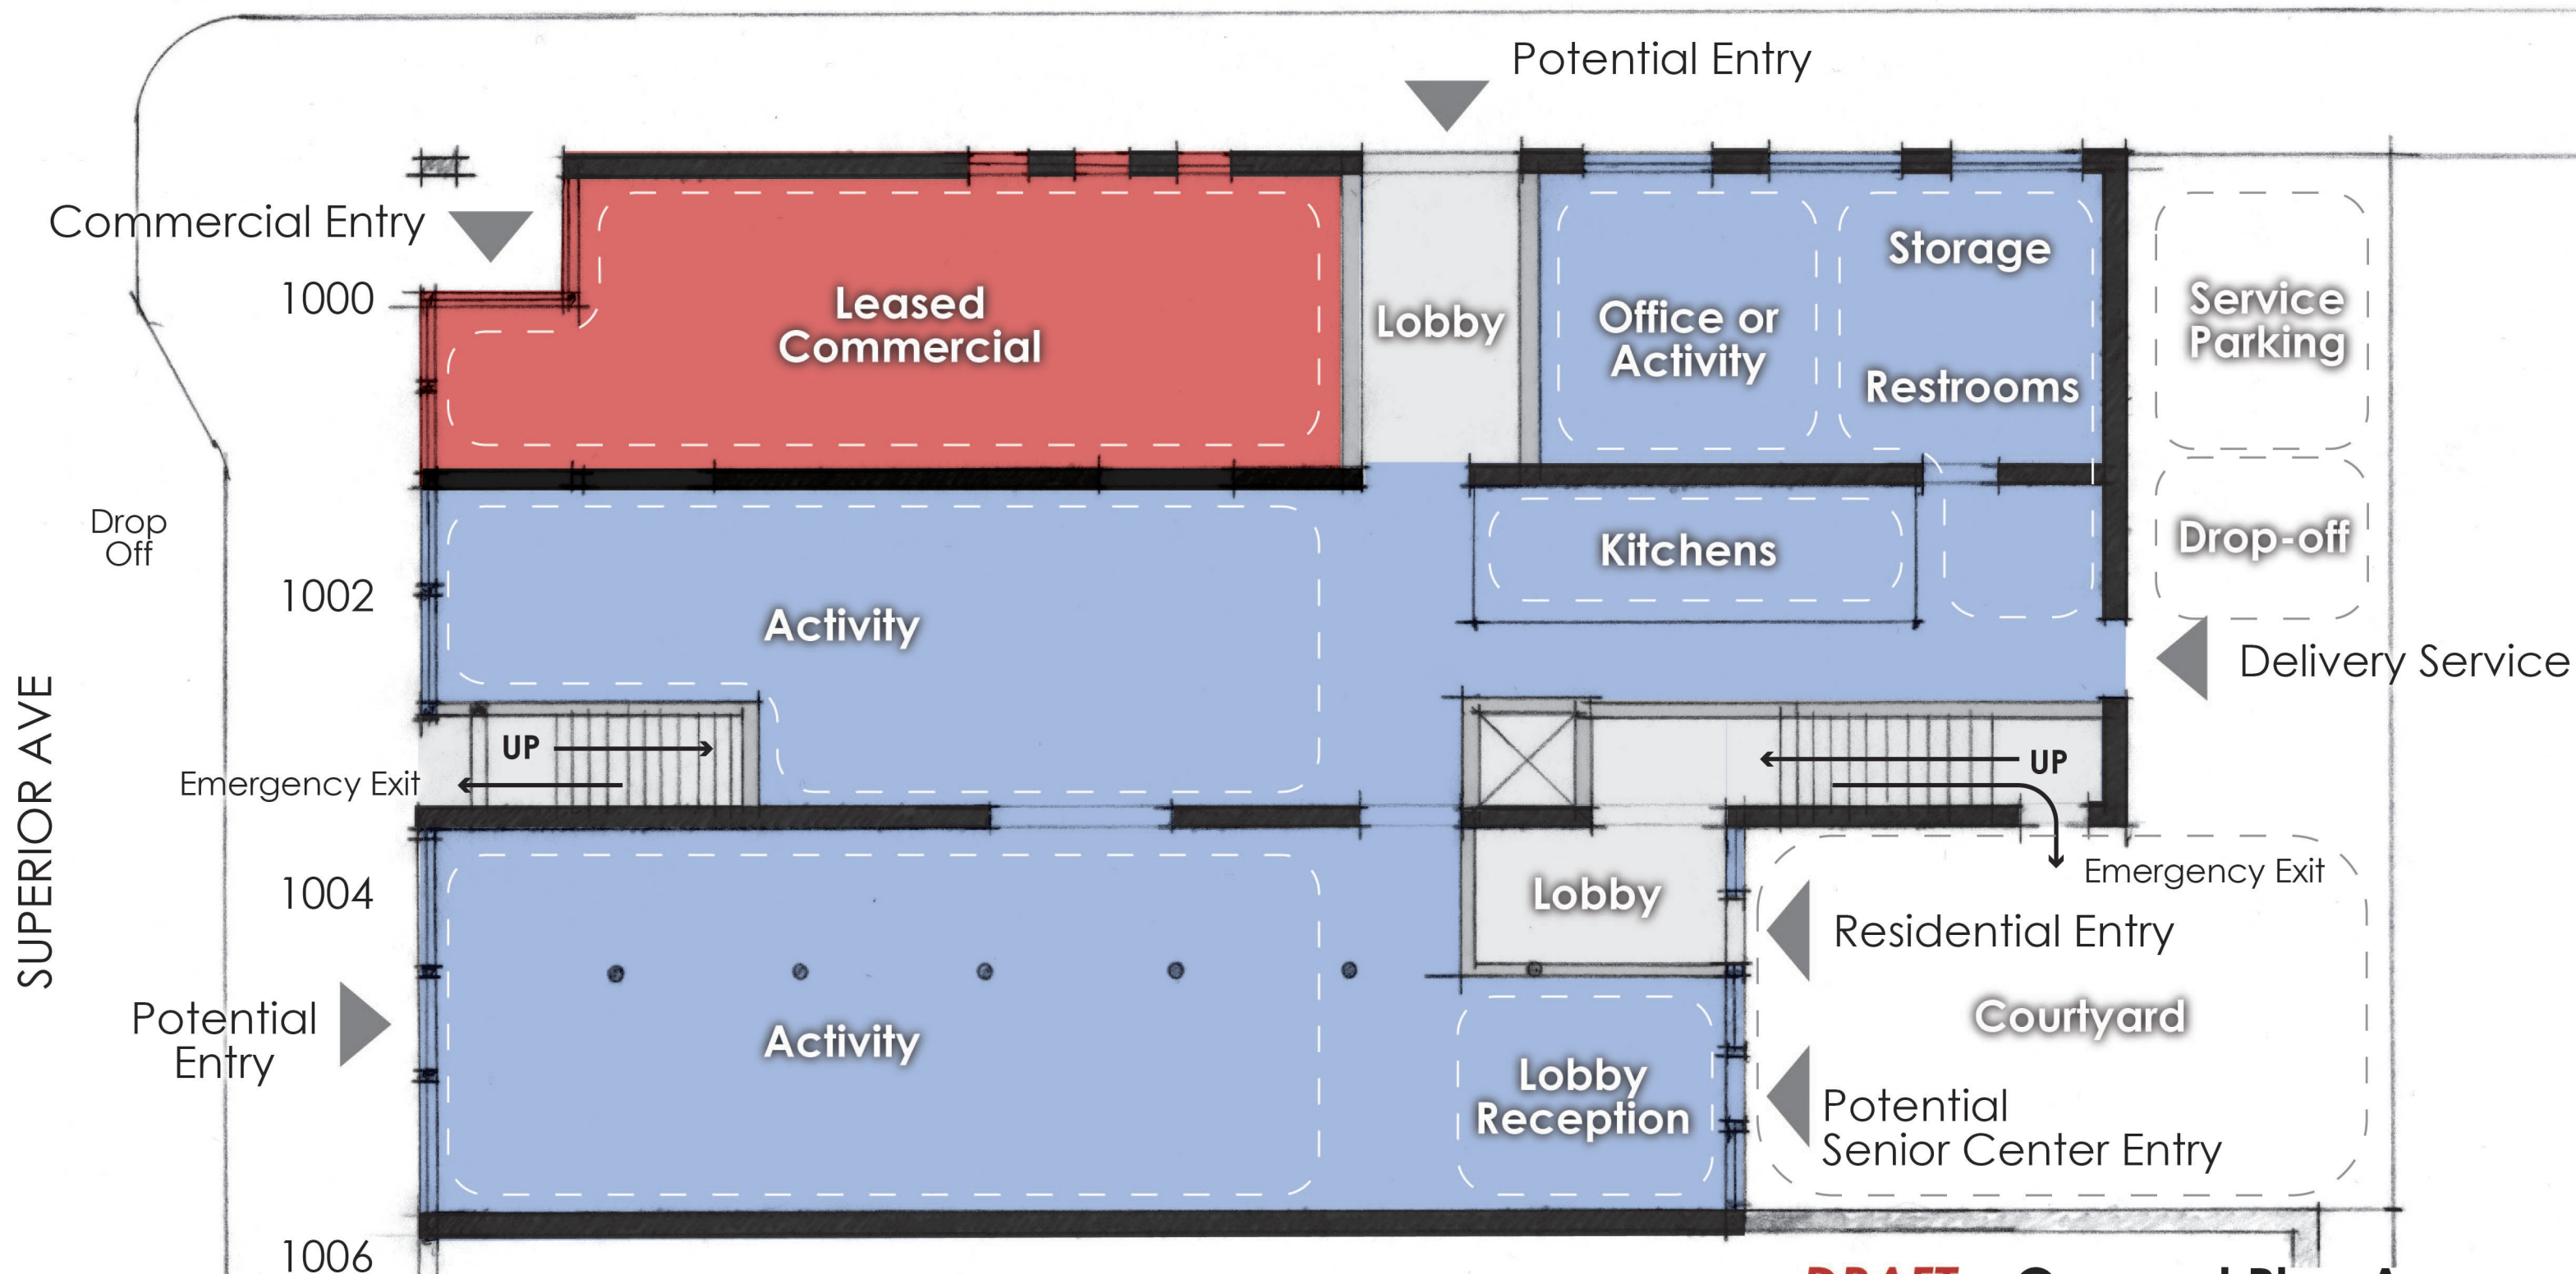 Potential Entry
Commercial Entry
1000
Leased
Commercial
Lobby
Office or
Activity
Storage
Restrooms
Service
Parking
Drop
Off
1002
Activity
Kitchens
Drop-off
Delivery Service
SUPERIOR AVE
UP
Emergency Exit
UP
Emergency Exit
1004
Lobby
Residential Entry
Courtyard
Potential
Entry
Activity
Lobby
Reception
Potential
Senior Center Entry
1006